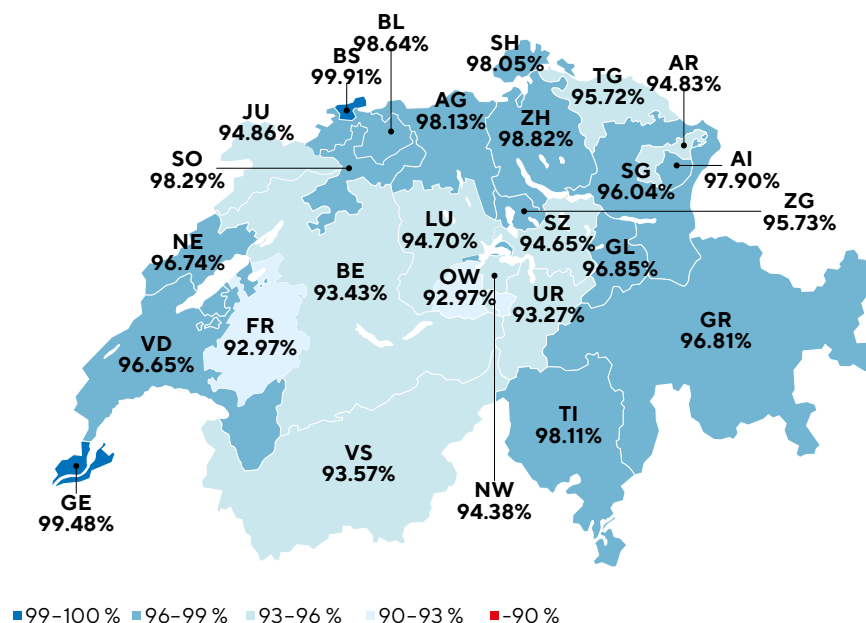 BL
98.64%
BS
99.91%
SH
98.05%
AR
94.83%
TG
95.72%
AG
98.13%
ZH
98.82%
JU
94.86%
SO
98.29%
SG
96.04%
AI
97.90%
ZG
95.73%
LU
94.70%
SZ
94.65%
NE
96.74%
GL
96.85%
BE
93.43%
OW
92.97%
UR
93.27%
FR
92.97%
GR
96.81%
VD
96.65%
TI
98.11%
VS
93.57%
NW
94.38%
GE
99.48%
99–100 %
96–99 %
93–96 %
90–93 %
-90 %